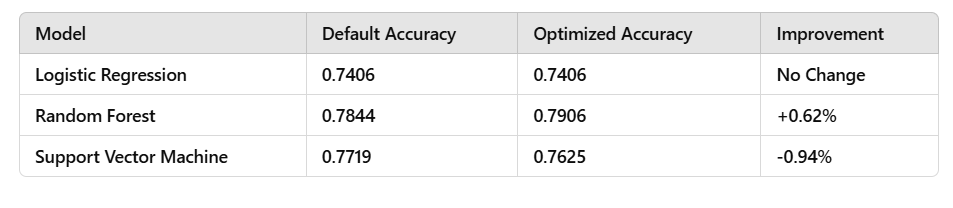 Model Default Accuracy Optimized Accuracy Improvement
Logistic Regression 0.7406 0.7406 No Change
Random Forest 0.7844 0.7906 +0.62%
Support Vector Machine 0.7719 0.7625 -0.94%